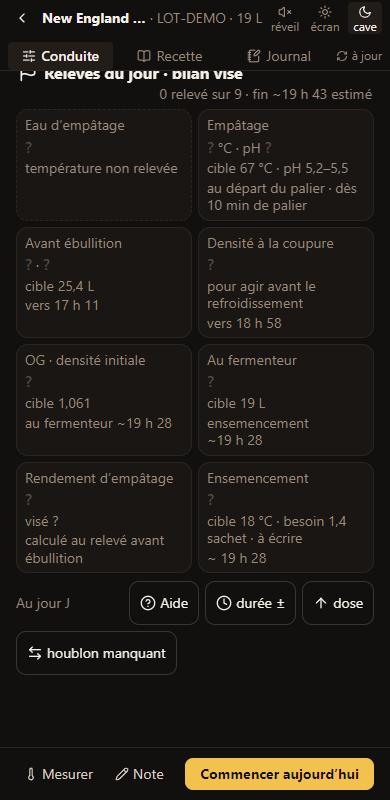 New England ... · LOT-DEMO · 19 L
réveil
écran
cave
Conduite
Recette
Journal
à jour
Relevés du jour · bilan visé
0 relevé sur 9 · fin ~19 h 43 estimé
Eau d’empâtage
?
température non relevée
Empâtage
? °C · pH ?
cible 67 °C · pH 5,2–5,5
au départ du palier · dès
10 min de palier
Avant ébullition
? · ?
cible 25,4 L
vers 17 h 11
Densité à la coupure
?
pour agir avant le
refroidissement
vers 18 h 58
OG · densité initiale
?
cible 1,061
au fermenteur ~19 h 28
Au fermenteur
?
cible 19 L
ensemencement
~19 h 28
Rendement d’empâtage
?
visé ?
calculé au relevé avant
ébullition
Ensemencement
?
cible 18 °C · besoin 1,4
sachet · à écrire
~ 19 h 28
Au jour J
Aide
durée ±
dose
houblon manquant
Mesurer
Note
Commencer aujourd’hui